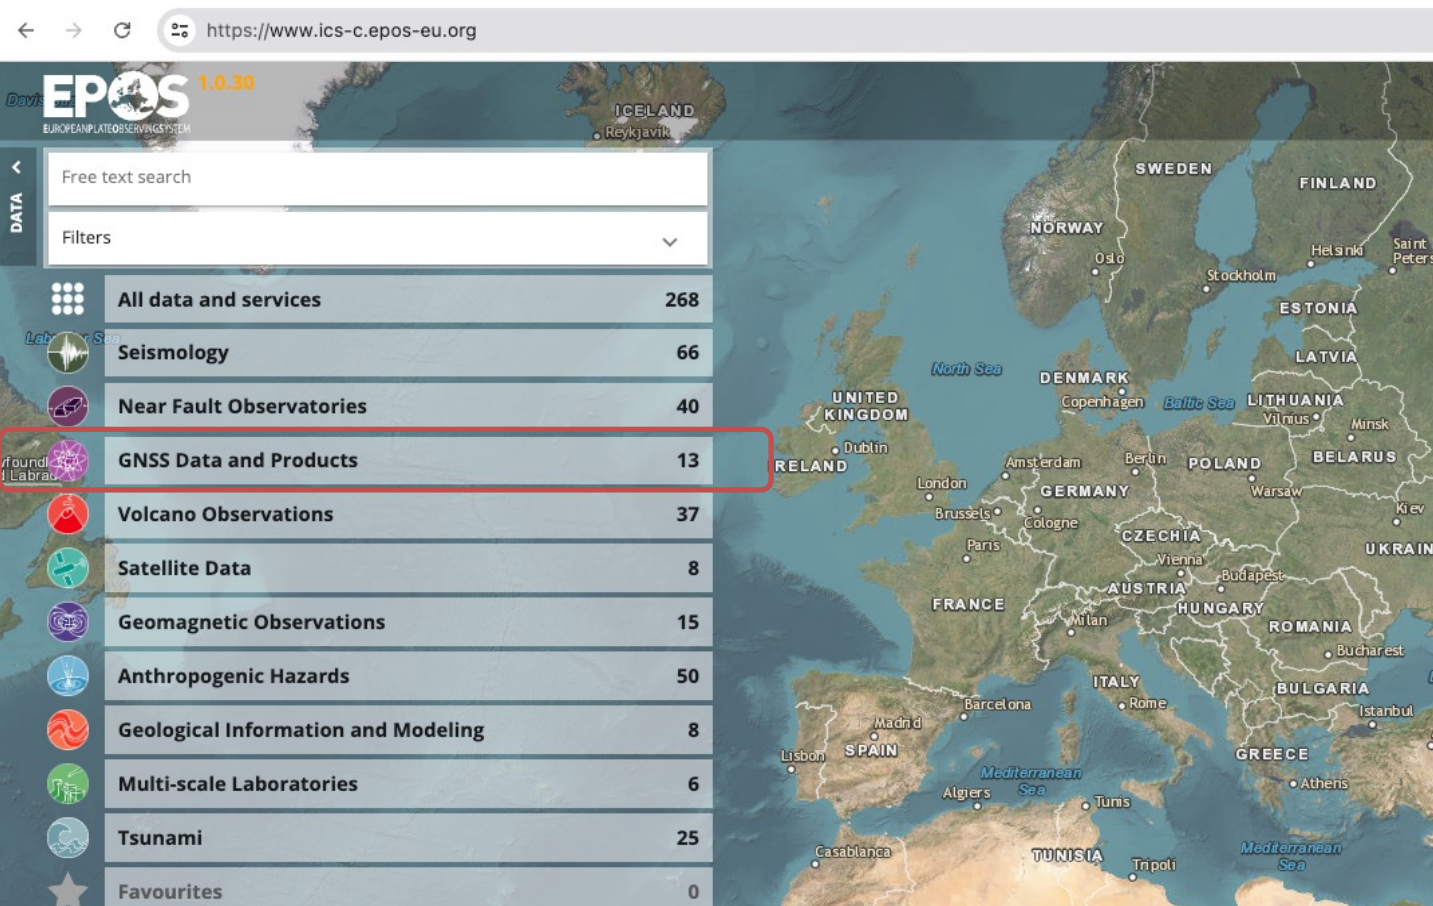 https://www.ics-c.epos-eu.org
EPOS 1.0.30
EUROPEANPLATEOBSERVINGSYSTEM
DATA
Free text search
Filters
All data and services 268
Seismology 66
Near Fault Observatories 40
GNSS Data and Products 13
Volcano Observations 37
Satellite Data 8
Geomagnetic Observations 15
Anthropogenic Hazards 50
Geological Information and Modeling 8
Multi-scale Laboratories 6
Tsunami 25
Favourites 0
ICELAND
Reykjavik
SWEDEN
FINLAND
NORWAY
Oslo
Helsinki
Saint
Peters
Stockholm
ESTONIA
LATVIA
North Sea
DENMARK
Copenhagen
Baltic Sea
LITHUANIA
Vilnius
Minsk
UNITED
KINGDOM
Dublin
RELAND
Amsterdam
Berlin
POLAND
BELARUS
London
GERMANY
Warsaw
Brussels
Cologne
Kiev
Paris
CZECHIA
UKRAIN
Vienna
Budapest
AUSTRIA
FRANCE
HUNGARY
Milan
ROMANIA
Bucharest
ITALY
BULGARIA
Barcelona
Rome
Istanbul
Madrid
Lisbon
SPAIN
GREECE
Mediterranean
Sea
Algiers
Tunis
Athens
Casablanca
TUNISIA
Tripoli
Mediterranean
Sea